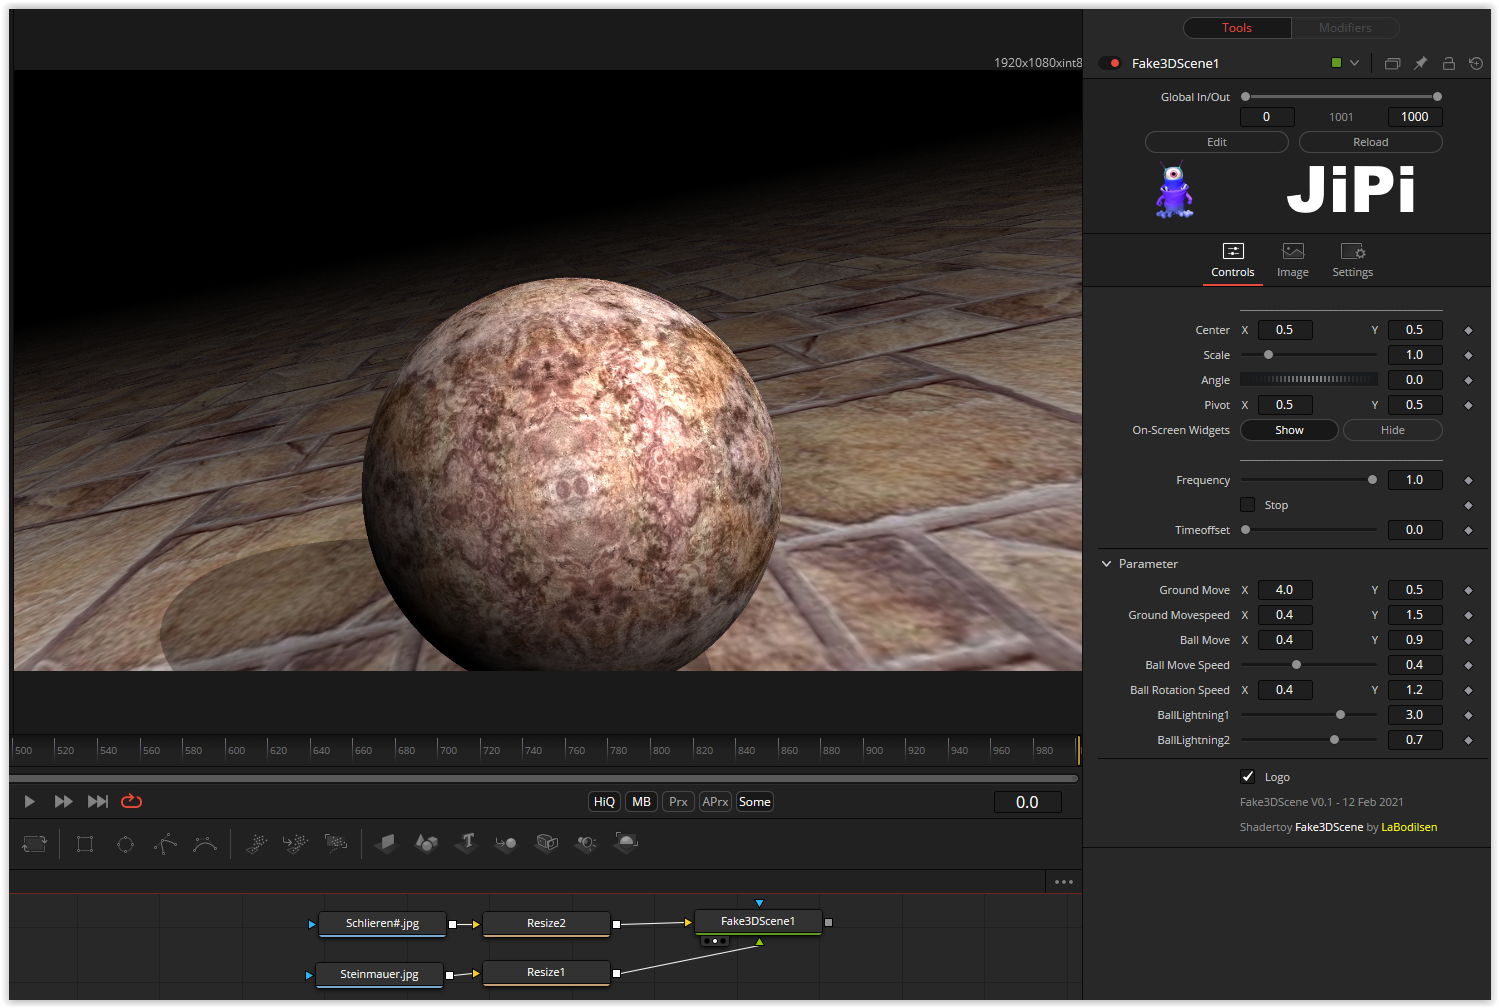 Tools Modifiers
1920x1080xint8
Fake3DScene1
Global In/Out
0 1001 1000
Edit Reload
JiPi
Controls Image Settings
Center X 0.5 Y 0.5
Scale 1.0
Angle 0.0
Pivot X 0.5 Y 0.5
On-Screen Widgets Show Hide
Frequency 1.0
Stop
Timeoffset 0.0
Parameter
Ground Move X 4.0 Y 0.5
Ground Movespeed X 0.4 Y 1.5
Ball Move X 0.4 Y 0.9
Ball Move Speed 0.4
Ball Rotation Speed X 0.4 Y 1.2
BallLightning1 3.0
BallLightning2 0.7
Logo
Fake3DScene V0.1 - 12 Feb 2021
Shadertoy Fake3DScene by LaBodilsen
500 520 540 560 580 600 620 640 660 680 700 720 740 760 780 800 820 840 860 880 900 920 940 960 980
HiQ MB Prx APrx Some 0.0
T
Schlieren#.jpg Resize2 Fake3DScene1
Steinmauer.jpg Resize1